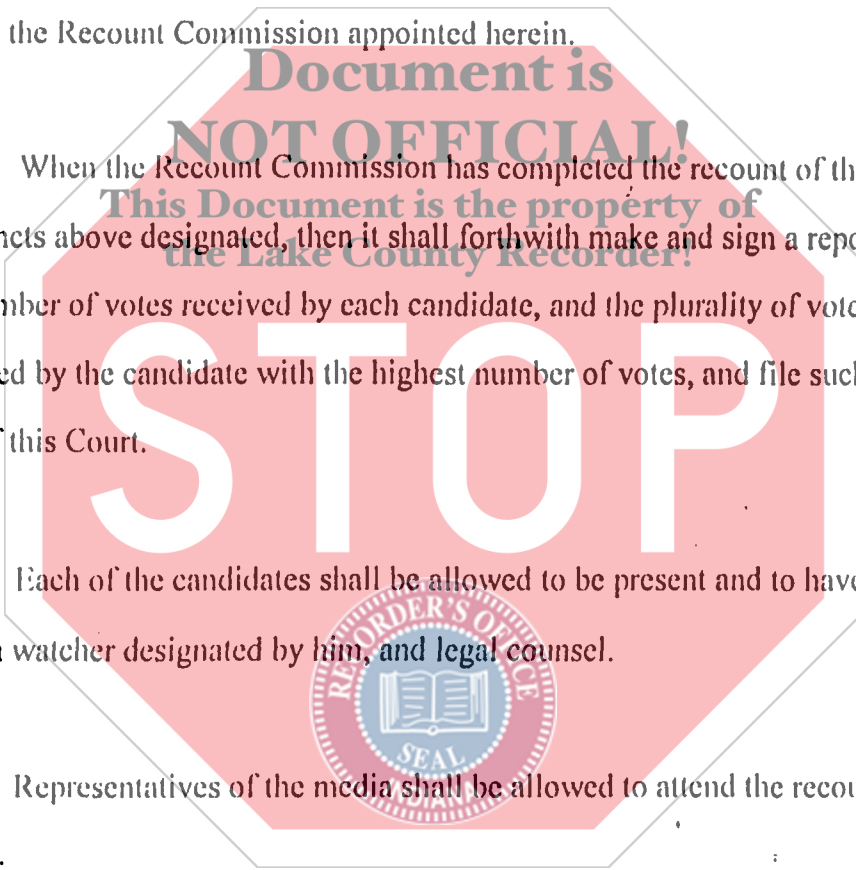 the Recount Commission appointed herein.
Document is
NOT OFFICIAL!
When the Recount Commission has completed the recount of th
This Document is the property of
ncts above designated, then it shall forthwith make and sign a repo
the Lake County Recorder!
mber of votes received by each candidate, and the plurality of vote
ed by the candidate with the highest number of votes, and file such
STOP
this Court.
Each of the candidates shall be allowed to be present and to have
watcher designated by him, and legal counsel.
RECORDER'S OFFICE
SEAL
INDIANA
Representatives of the media shall be allowed to attend the recou